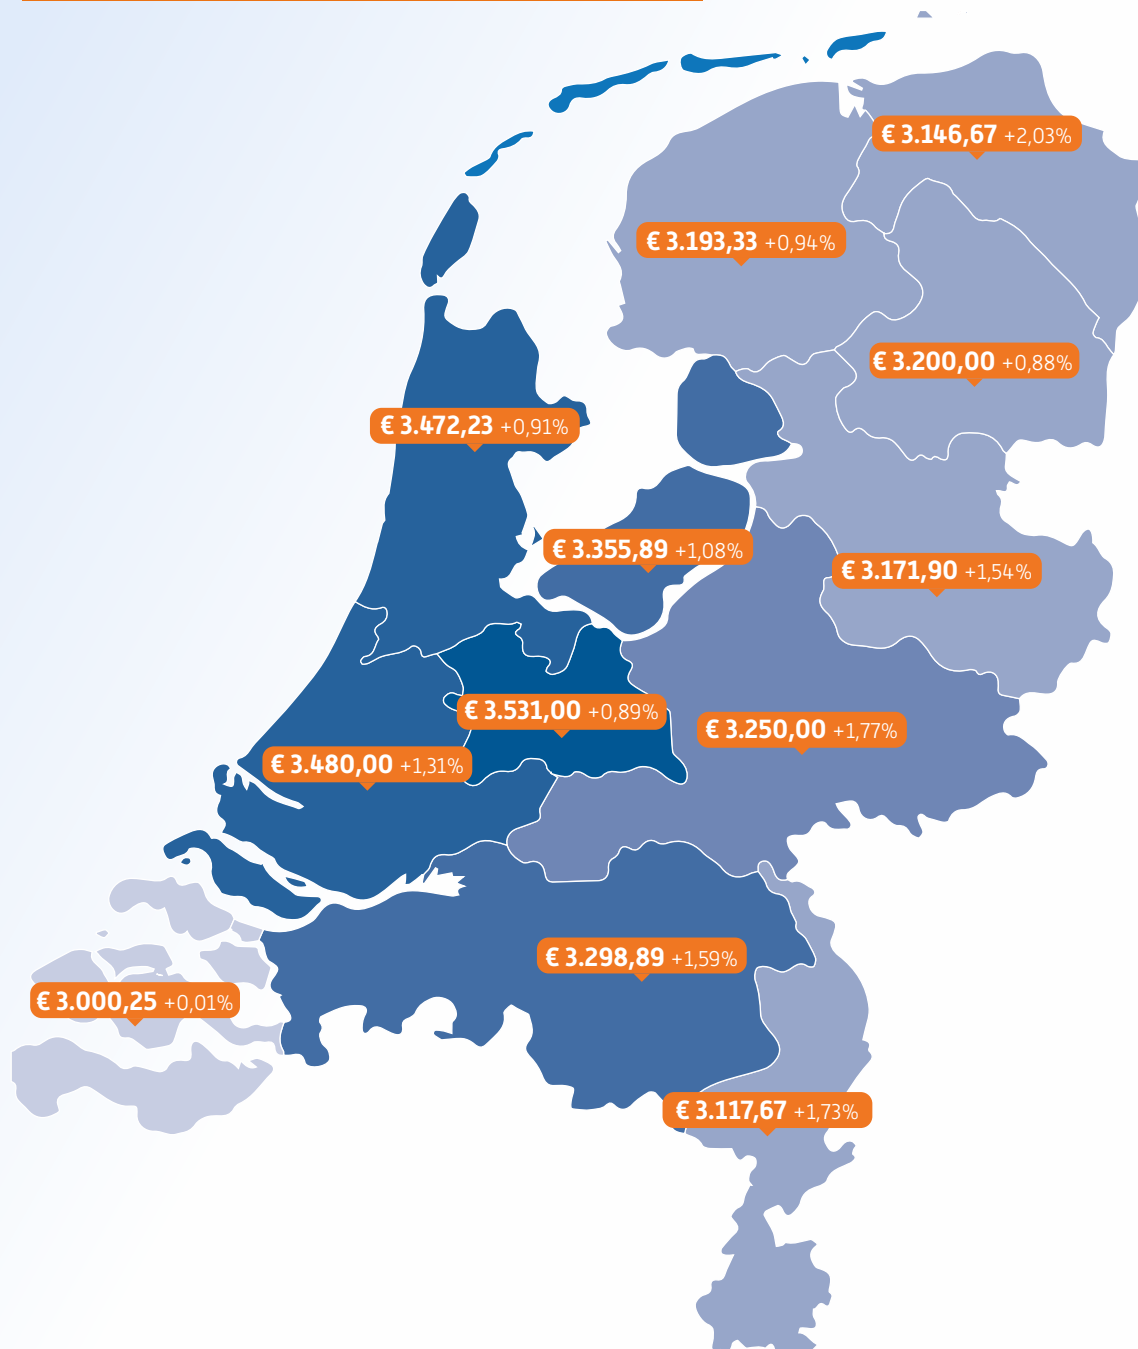 € 3.146,67 +2,03%
€ 3.193,33 +0,94%
€ 3.200,00 +0,88%
€ 3.472,23 +0,91%
€ 3.355,89 +1,08%
€ 3.171,90 +1,54%
€ 3.531,00 +0,89%
€ 3.250,00 +1,77%
€ 3.480,00 +1,31%
€ 3.298,89 +1,59%
€ 3.000,25 +0,01%
€ 3.117,67 +1,73%